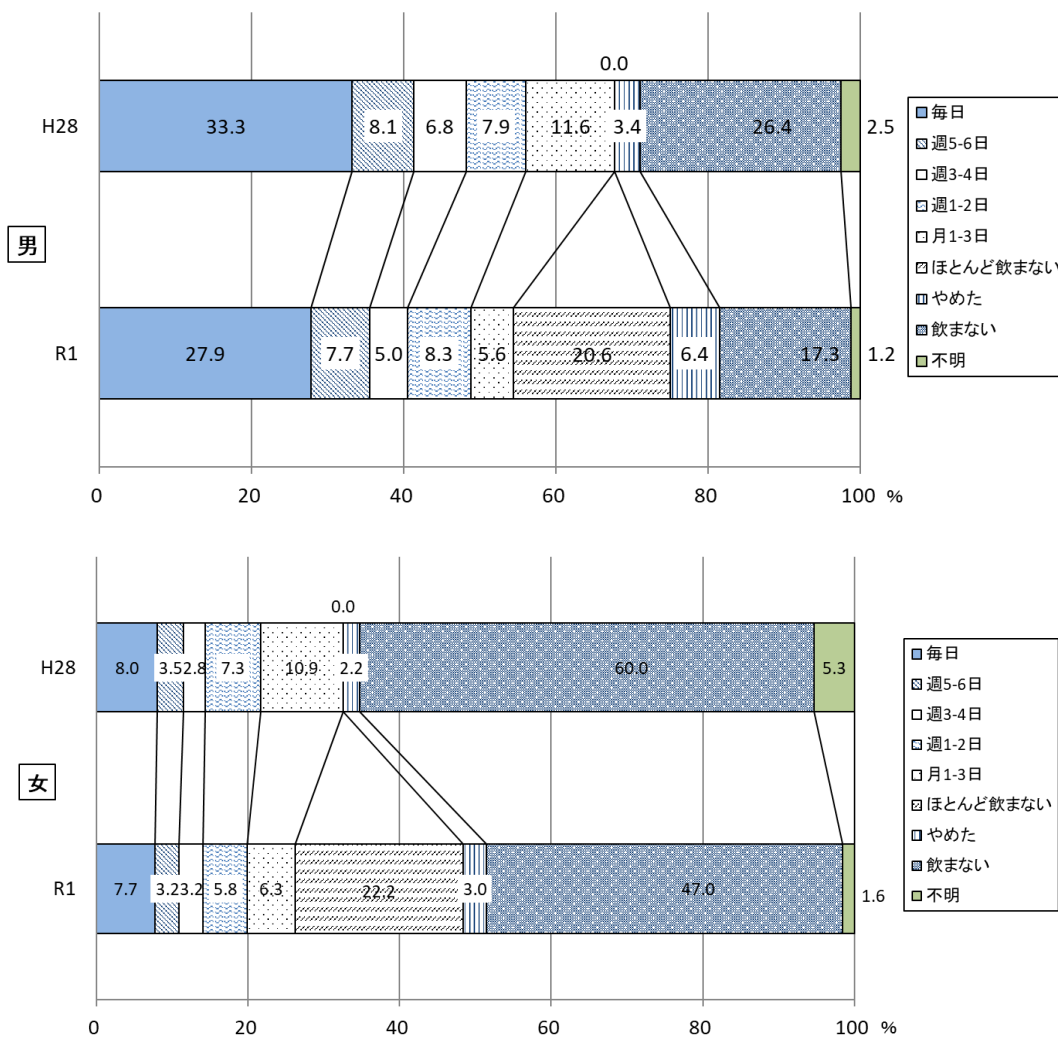 0.0
H28 33.3 8.1 6.8 7.9 11.6 3.4 26.4 2.5
男
R1 27.9 7.7 5.0 8.3 5.6 20.6 6.4 17.3 1.2
0 20 40 60 80 100 %
毎日
週5-6日
週3-4日
週1-2日
月1-3日
ほとんど飲まない
やめた
飲まない
不明
0.0
H28 8.0 3.5 2.8 7.3 10.9 2.2 60.0 5.3
女
R1 7.7 3.2 3.2 5.8 6.3 22.2 3.0 47.0 1.6
0 20 40 60 80 100 %
毎日
週5-6日
週3-4日
週1-2日
月1-3日
ほとんど飲まない
やめた
飲まない
不明